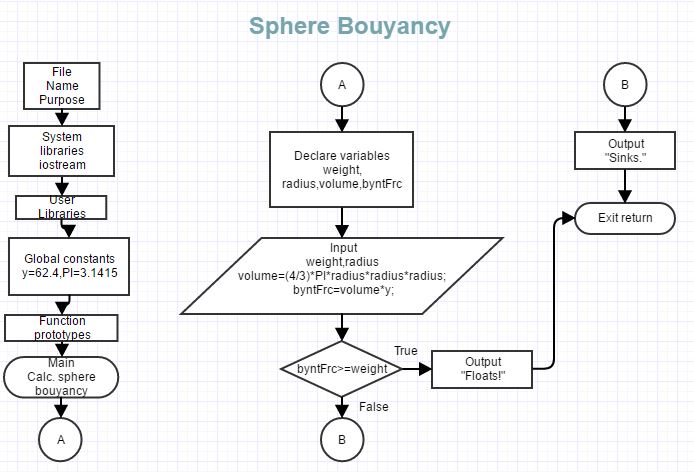 Sphere Bouyancy
File
Name
Purpose
System
libraries
iostream
User
Libraries
Global constants
y=62.4,PI=3.1415
Function
prototypes
Main
Calc. sphere
bouyancy
A
A
Declare variables
weight,
radius,volume,byntFrc
Input
weight,radius
volume=(4/3)*PI*radius*radius*radius;
byntFrc=volume*y;
byntFrc>=weight
True
False
B
Output
"Floats!"
B
Output
"Sinks."
Exit return